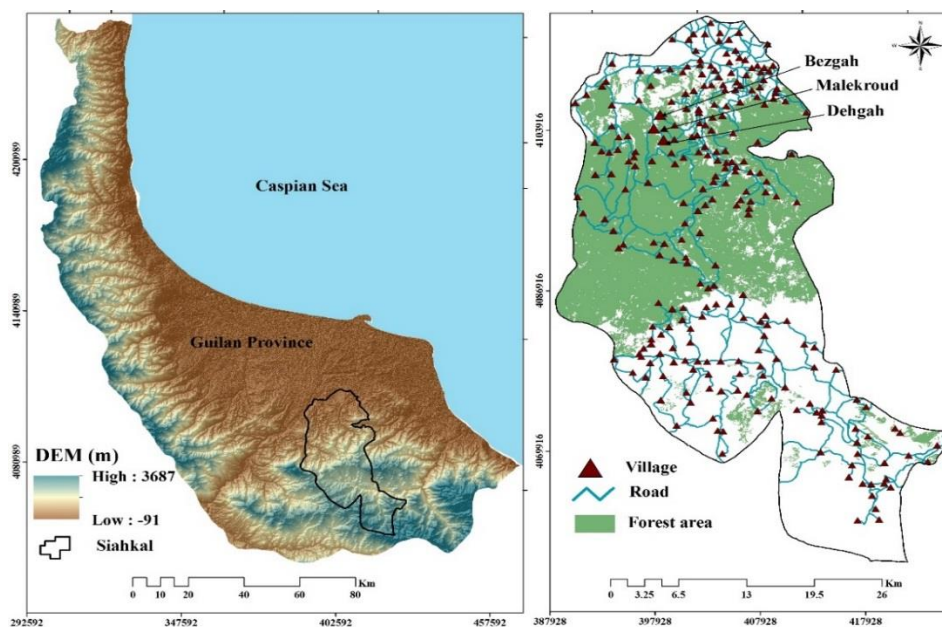 Caspian Sea
Guilan Province
DEM (m)
High : 3687
Low : -91
Siahkal
Km
0 10 20 40 60 80
4200989
4140989
4080989
292592 347592 402592 457592
Bezgah
Malekroud
Dehgah
Village
Road
Forest area
Km
0 3.25 6.5 13 19.5 26
4103916
4086916
4069916
387928 397928 407928 417928